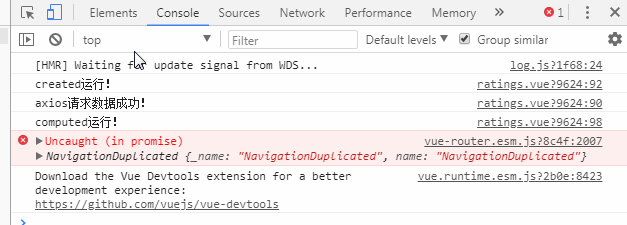 Elements Console Sources Network Performance Memory » 1
top Filter Default levels Group similar
[HMR] Waiting for update signal from WDS... log.js?1f68:24
created运行! ratings.vue?9624:92
axios请求数据成功! ratings.vue?9624:90
computed运行! ratings.vue?9624:98
Uncaught (in promise) vue-router.esm.js?8c4f:2007
NavigationDuplicated {_name: "NavigationDuplicated", name: "NavigationDuplicated"}
Download the Vue Devtools extension for a better vue.runtime.esm.js?2b0e:8423
development experience:
https://github.com/vuejs/vue-devtools